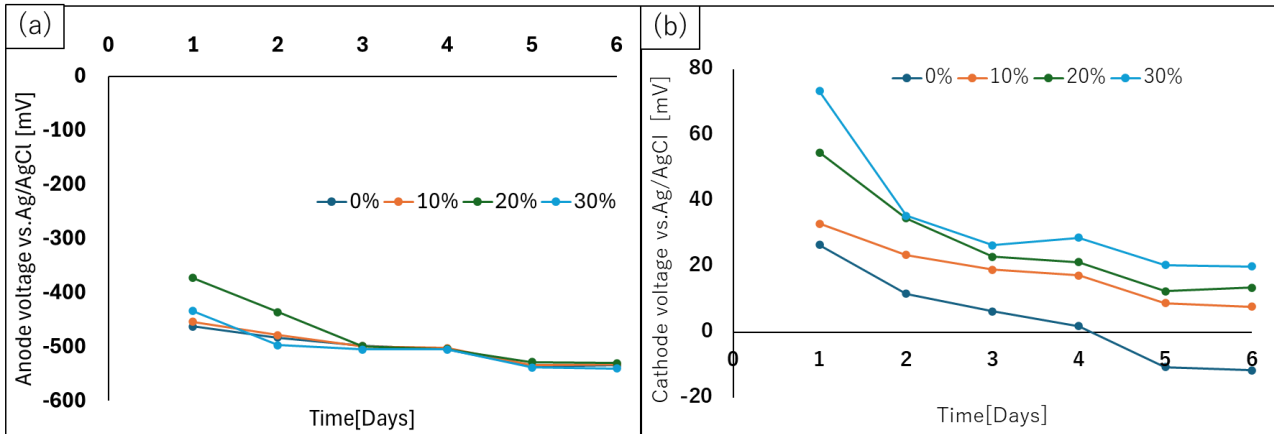 (a)
0 1 2 3 4 5 6
0
-100
-200
-300
-400
-500
-600
Anode voltage vs.Ag/AgCl [mV]
0% 10% 20% 30%
Time[Days]
(b)
80
60
40
20
0
-20
Cathode voltage vs.Ag/AgCl [mV]
0% 10% 20% 30%
0 1 2 3 4 5 6
Time[Days]